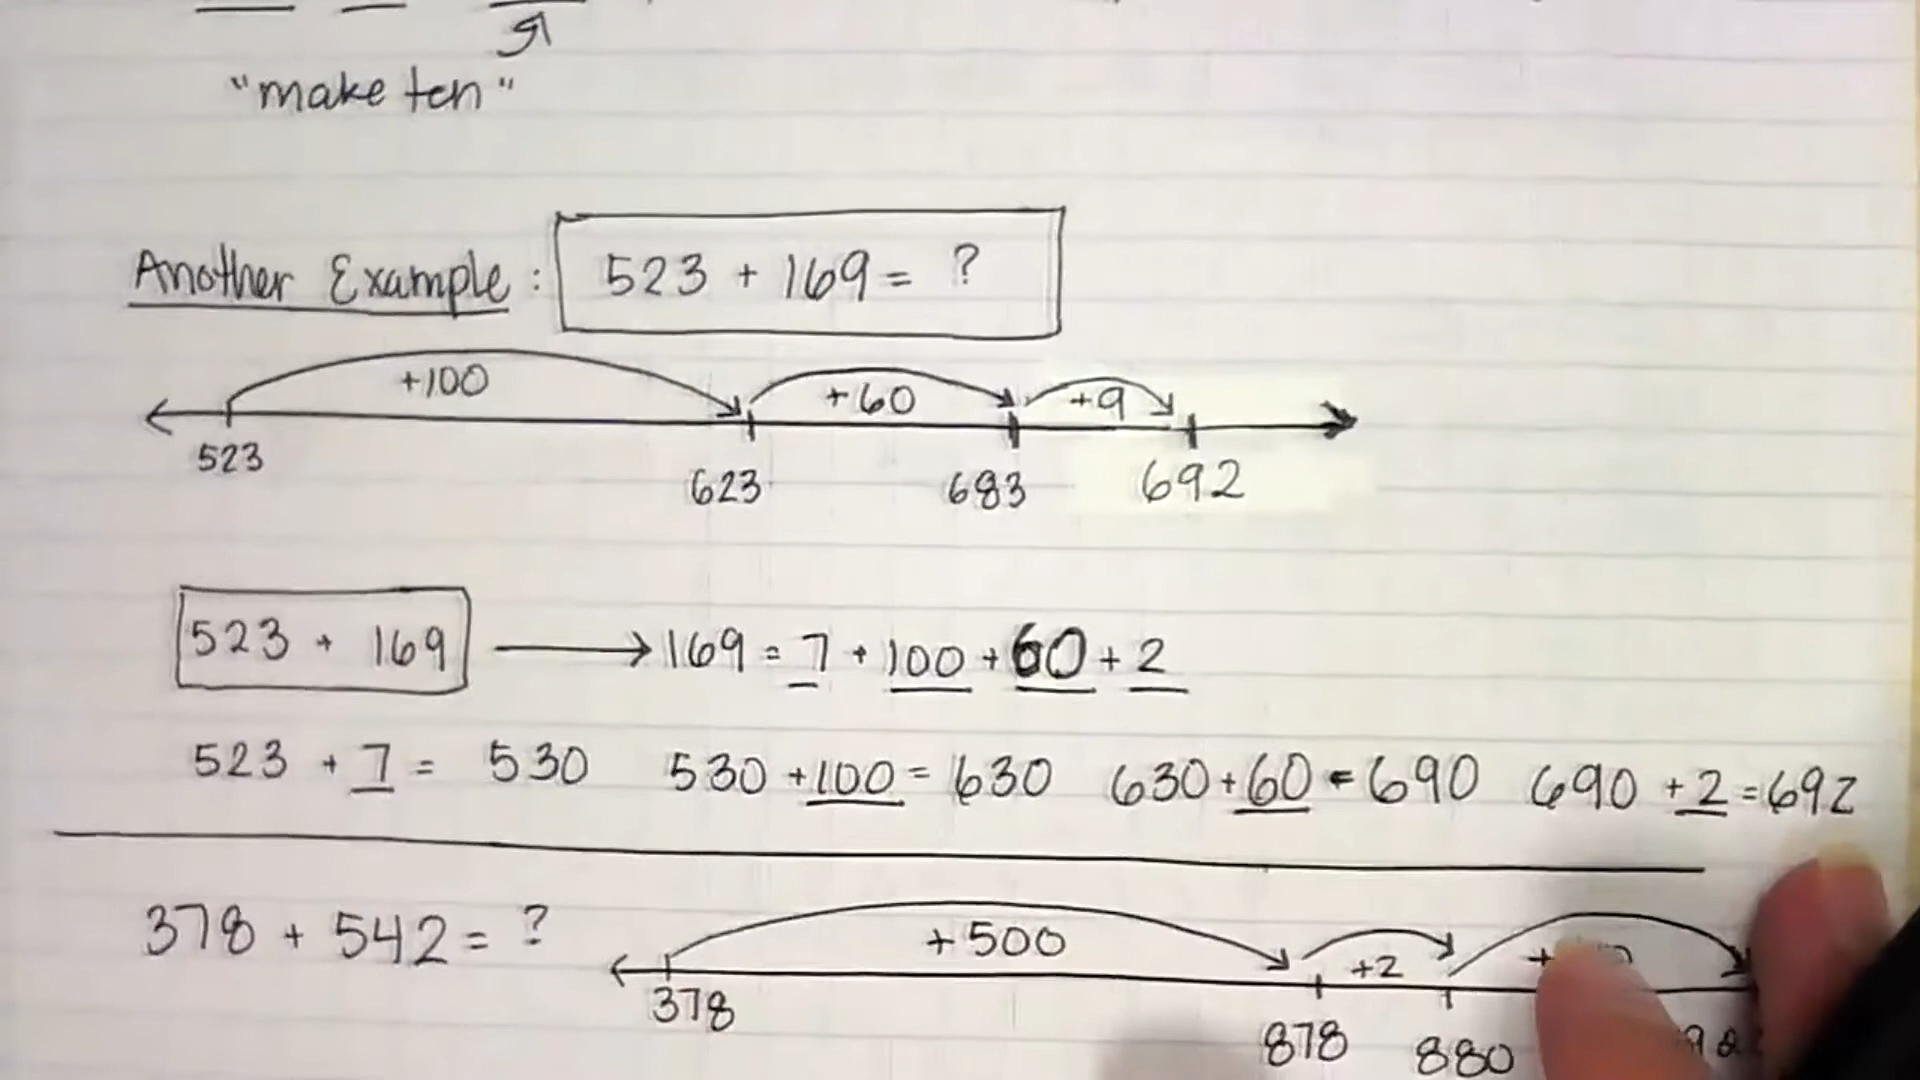 "make ten"
Another Example: 523 + 169 = ?
+100 +60 +9
523 623 683 692
523 + 169 → 169 = 7 + 100 + 60 + 2
523 + 7 = 530 530 + 100 = 630 630 + 60 = 690 690 + 2 = 692
378 + 542 = ?
+500 +2
378 878 880